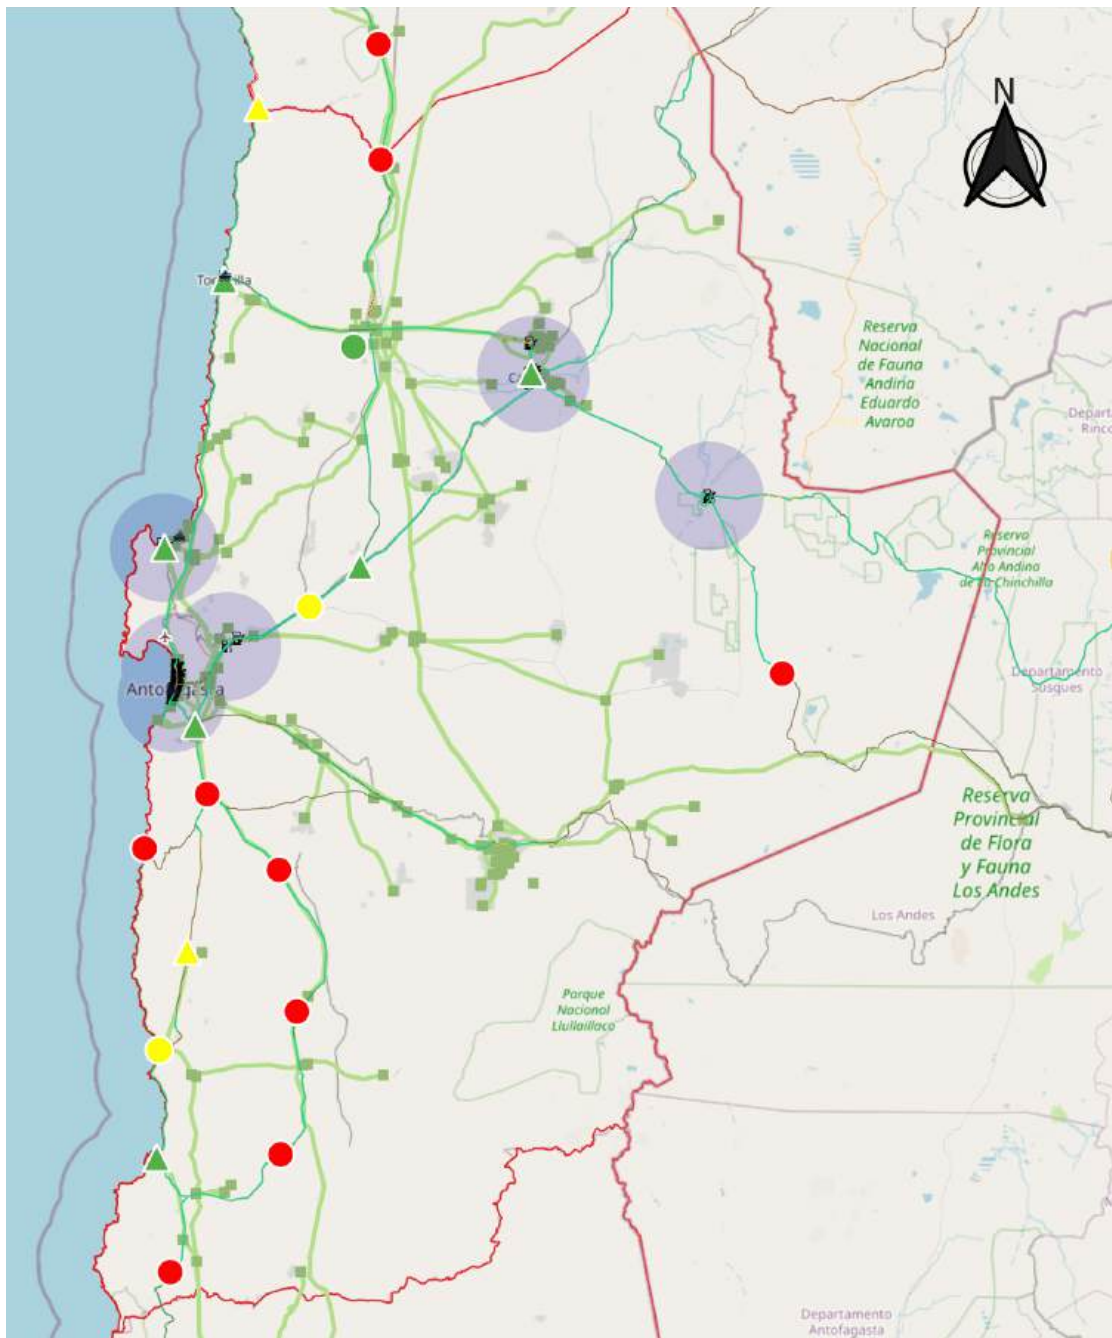 N
Reserva
Nacional
de Fauna
Andina
Eduardo
Avaroa
Reserva
Provincial
Alto Andina
de la Chinchilla
Antofagasta
Departamento
Susques
Reserva
Provincial
de Flora
y Fauna
Los Andes
Los Andes
Parque
Nacional
Llullaillaco
Departamento
Antofagasta